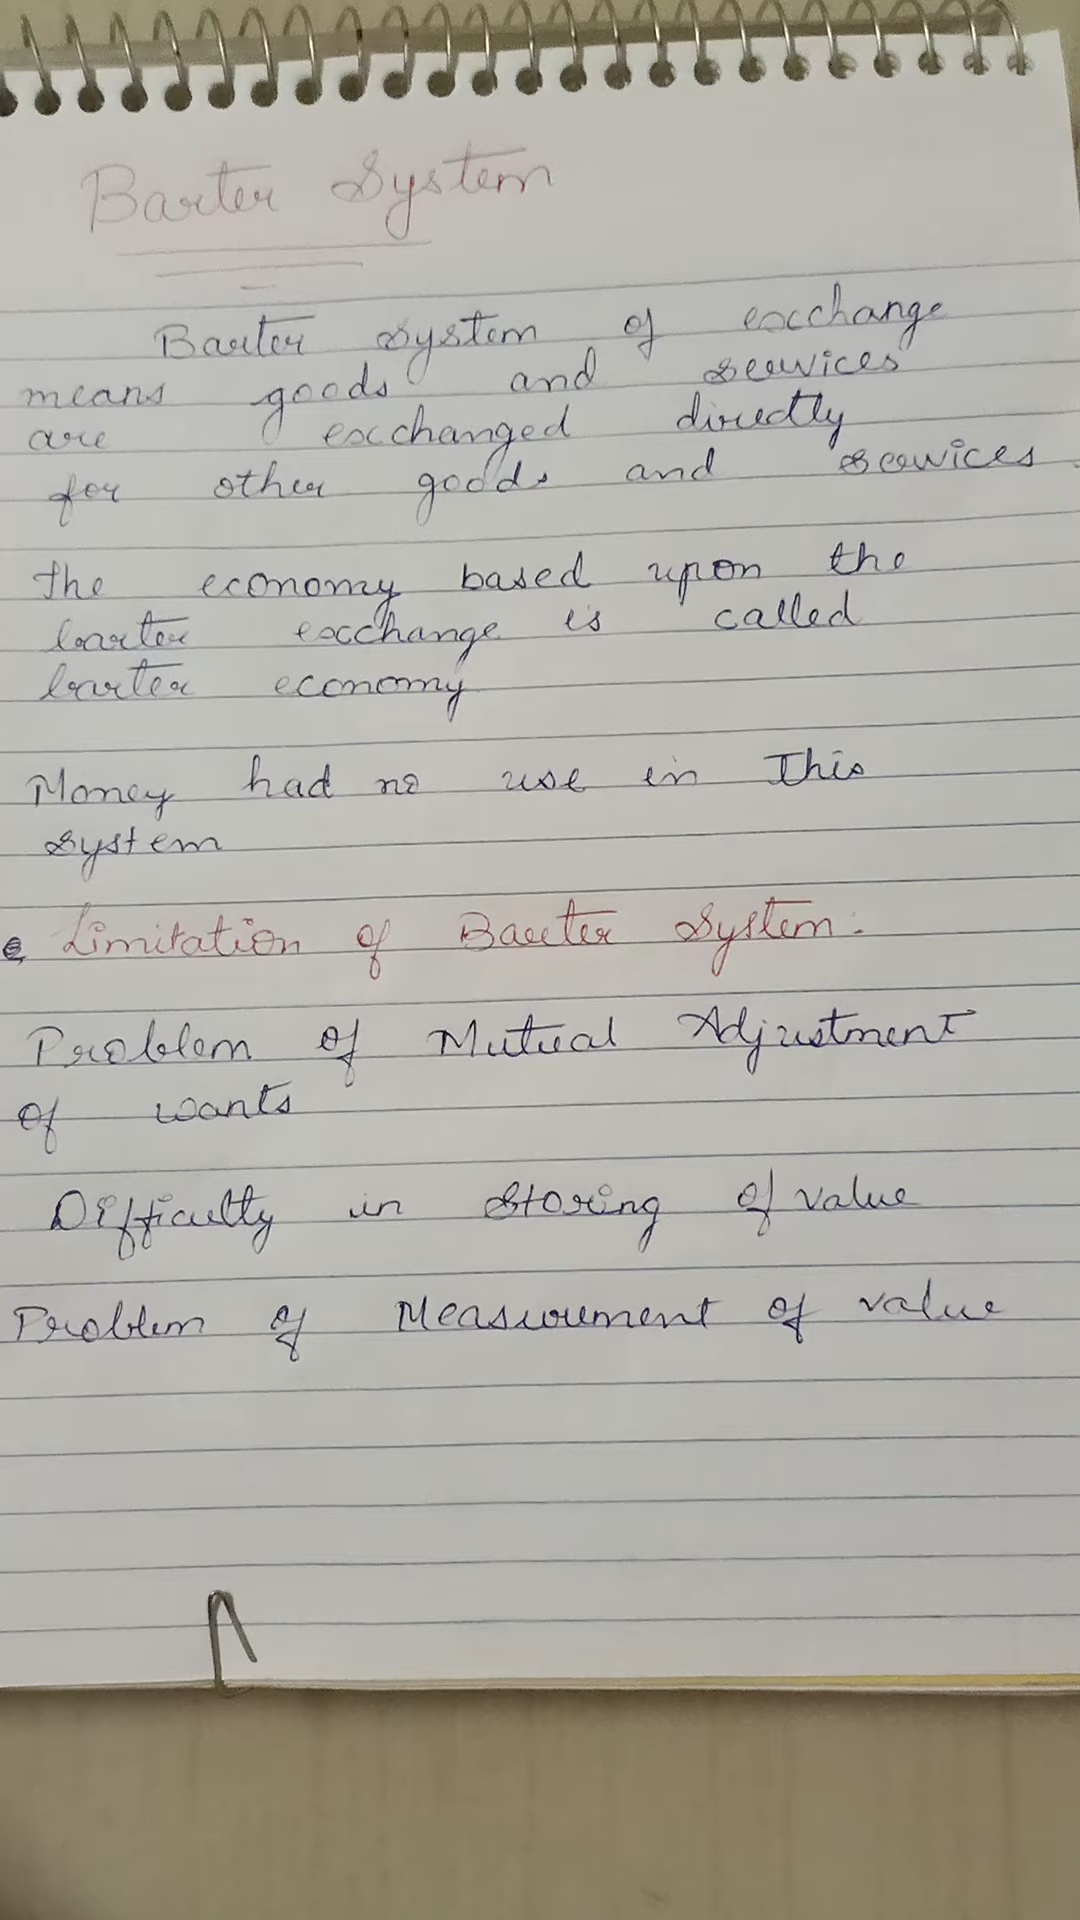 Barter System
Barter system of exchange
means goods and services
are exchanged directly
for other goods and services
the economy based upon the
barter exchange is called
barter economy
Money had no use in This
system
Limitation of Barter System.
Problem of Mutual Adjustment
of wants
Difficulty in Storing of value
Problem of Measurement of value